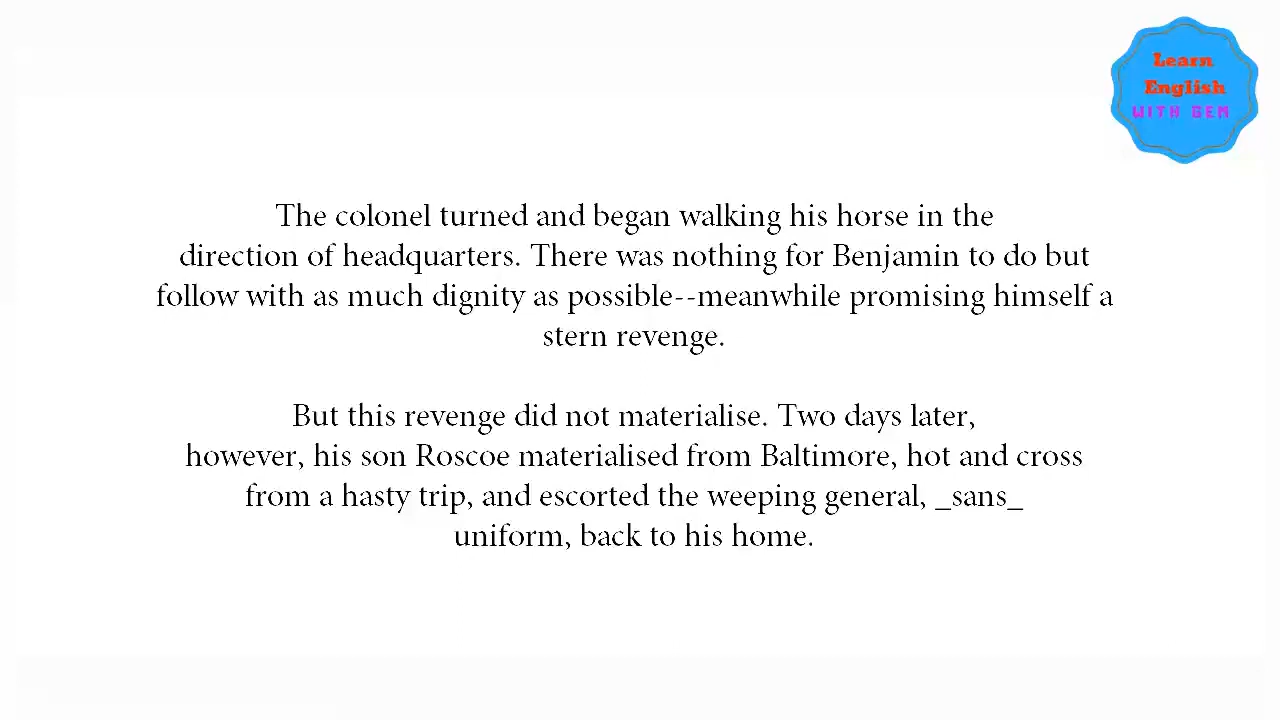 Learn
English
WITH GEM
The colonel turned and began walking his horse in the
direction of headquarters. There was nothing for Benjamin to do but
follow with as much dignity as possible--meanwhile promising himself a
stern revenge.
But this revenge did not materialise. Two days later,
however, his son Roscoe materialised from Baltimore, hot and cross
from a hasty trip, and escorted the weeping general, _sans_
uniform, back to his home.